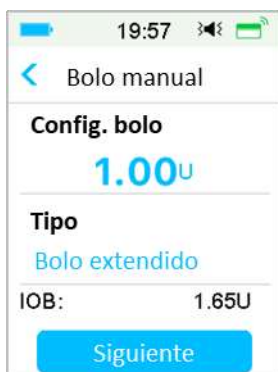 19:57
Bolo manual
Config. bolo
1.00U
Tipo
Bolo extendido
IOB: 1.65U
Siguiente